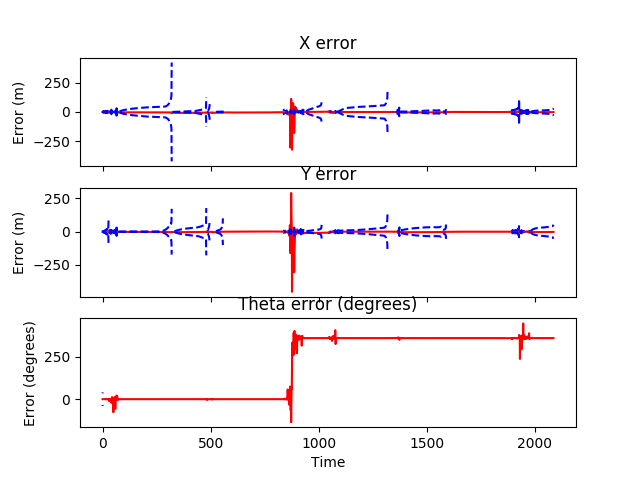 X error
250
0
−250
Error (m)
Y error
250
0
−250
Error (m)
Theta error (degrees)
250
0
Error (degrees)
0 500 1000 1500 2000
Time